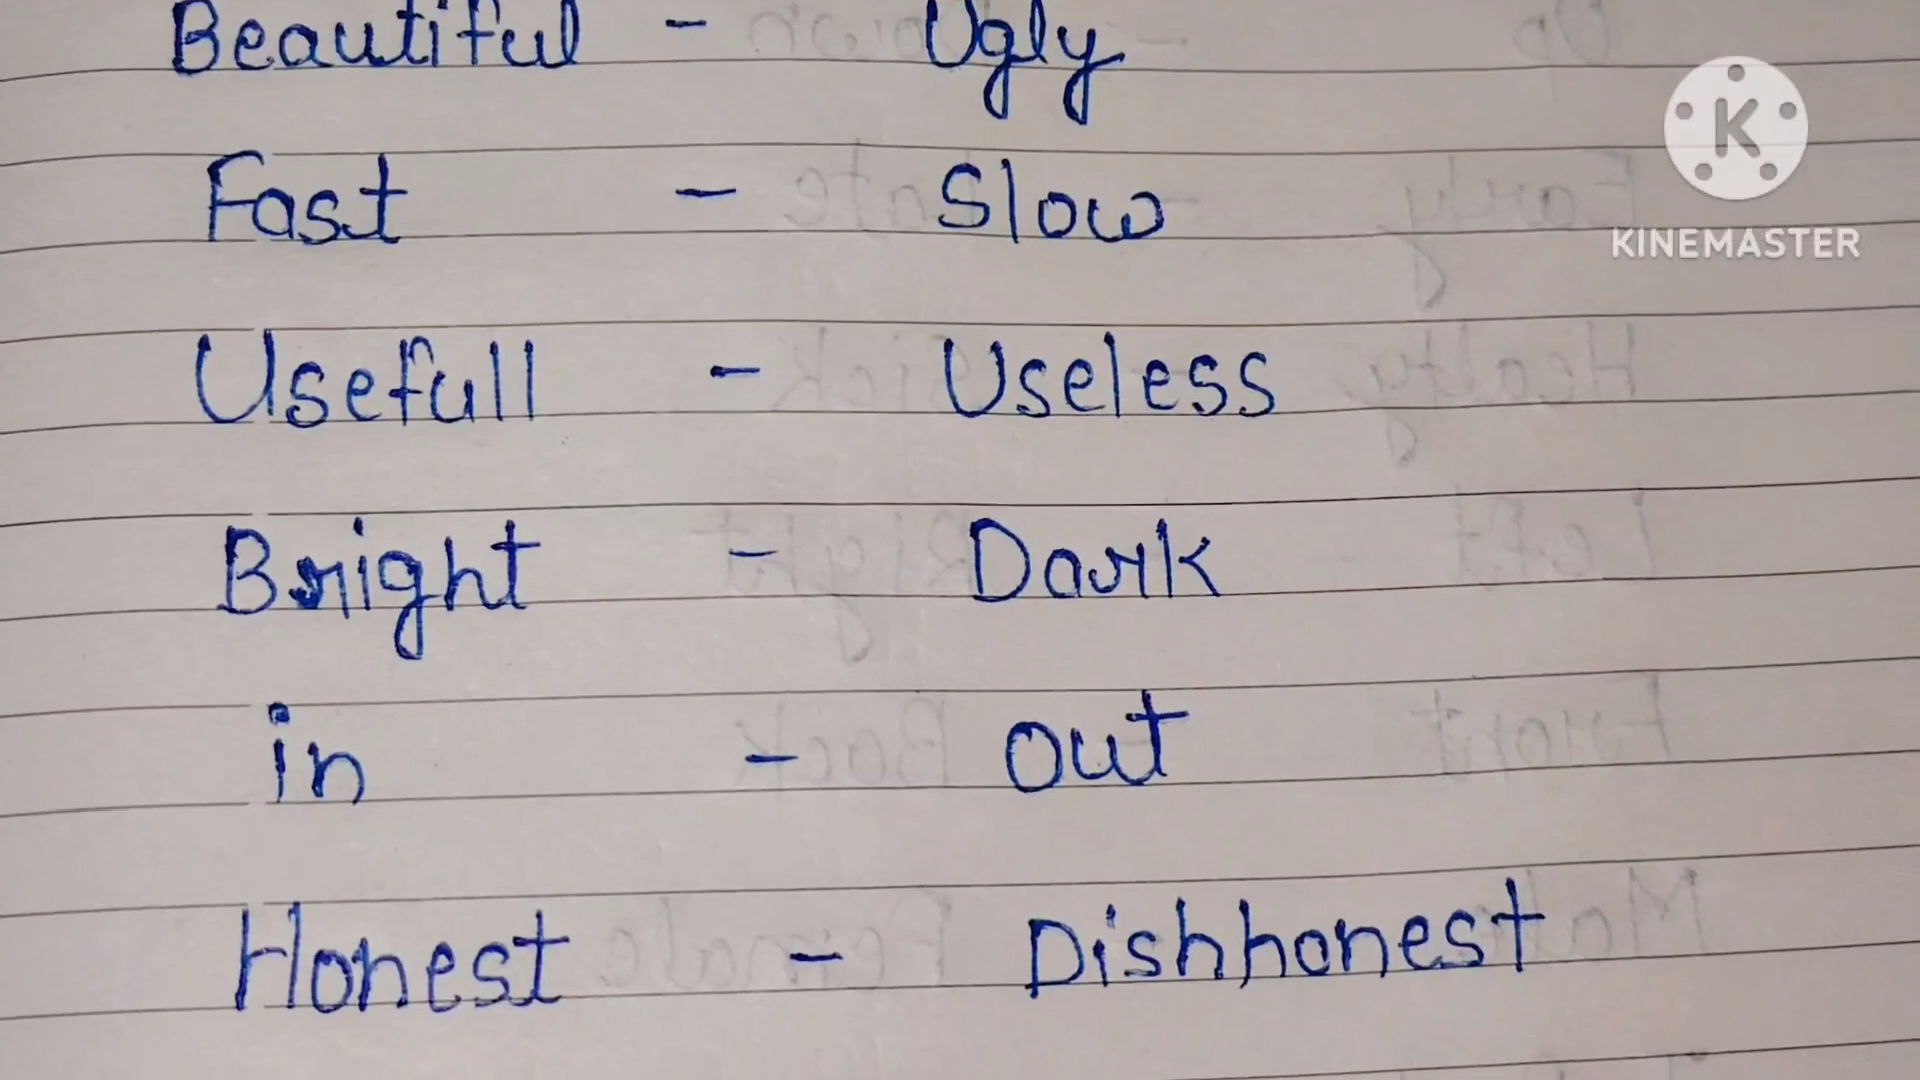 Beautiful - Ugly
Fast - Slow
KINEMASTER
Usefull - Useless
Bright - Dark
in - out
Honest - Dishhonest